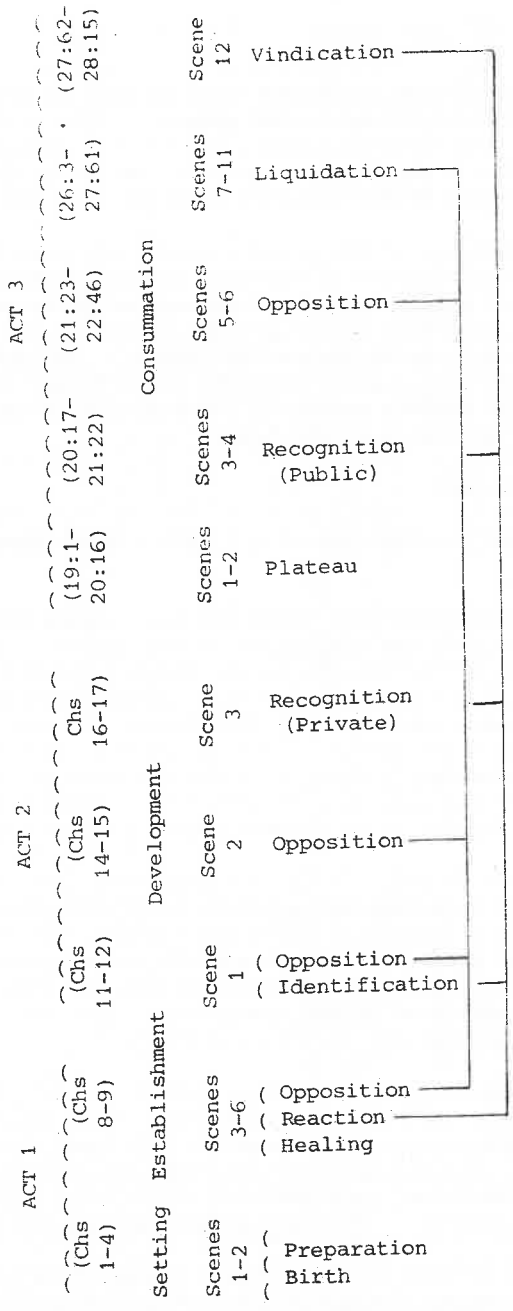 ACT 1 ACT 2 ACT 3
(Chs (Chs (Chs (Chs Chs (19:1- (20:17- (21:23- (26:3- (27:62-
1-4) 8-9) 11-12) 14-15) 16-17) 20:16) 21:22) 22:46) 27:61) 28:15)
Setting Establishment Development Consummation
Scenes Scenes Scene Scene Scene Scenes Scenes Scenes Scenes Scene
1-2 3-6 1 2 3 1-2 3-4 5-6 7-11 12
Vindication
Liquidation
Opposition
Recognition
(Public)
Plateau
Recognition
(Private)
Opposition
( Opposition
( Identification
( Opposition
( Reaction
( Healing
(
( Preparation
( Birth